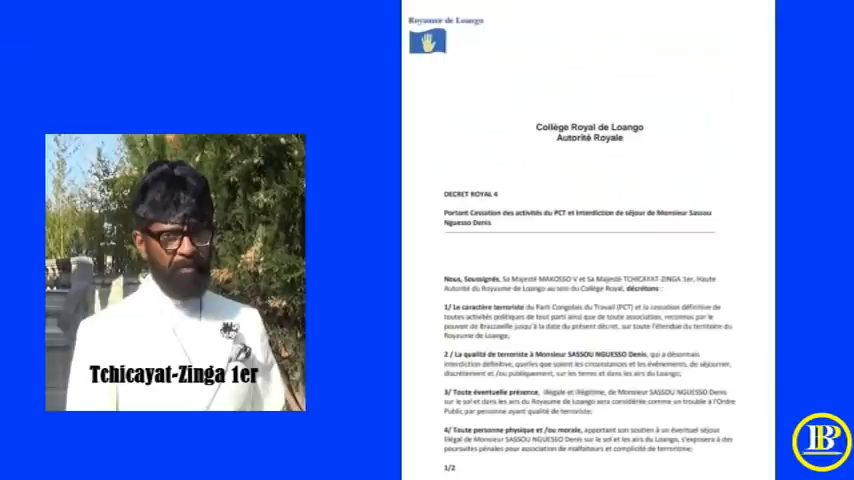 Royaume de Loango
Collège Royal de Loango
Autorité Royale
DECRET ROYAL 4
Portant Cessation des activités du PCT et Interdiction de séjour de Monsieur Sassou
Nguesso Denis
Nous, Soussignés, Sa Majesté MAKOSSO V et Sa Majesté TCHICAYAT-ZINGA 1er, Haute
Autorité du Royaume de Loango au sein du Collège Royal, décrétons :
1/ Le caractère terroriste du Parti Congolais du Travail (PCT) et la cessation définitive de
toutes activités politiques de tout parti ainsi que de toute association, reconnus par le
pouvoir de Brazzaville jusqu'à la date du présent décret, sur toute l'étendue du territoire du
Royaume de Loango;
2 / La qualité de terroriste à Monsieur SASSOU NGUESSO Denis, qui a désormais
interdiction définitive, quelles que soient les circonstances et les événements, de séjourner,
discrètement et /ou publiquement, sur les terres et dans les airs du Loango;
3/ Toute éventuelle présence, illégale et illégitime, de Monsieur SASSOU NGUESSO Denis
sur le sol et dans les airs du Royaume de Loango sera considérée comme un trouble à l'Ordre
Public par personne ayant qualité de terroriste;
4/ Toute personne physique et /ou morale, apportant son soutien à un éventuel séjour
illégal de Monsieur SASSOU NGUESSO Denis sur le sol et les airs du Loango, s'exposera à des
poursuites pénales pour association de malfaiteurs et complicité de terrorisme;
1/2
Tchicayat-Zinga 1er